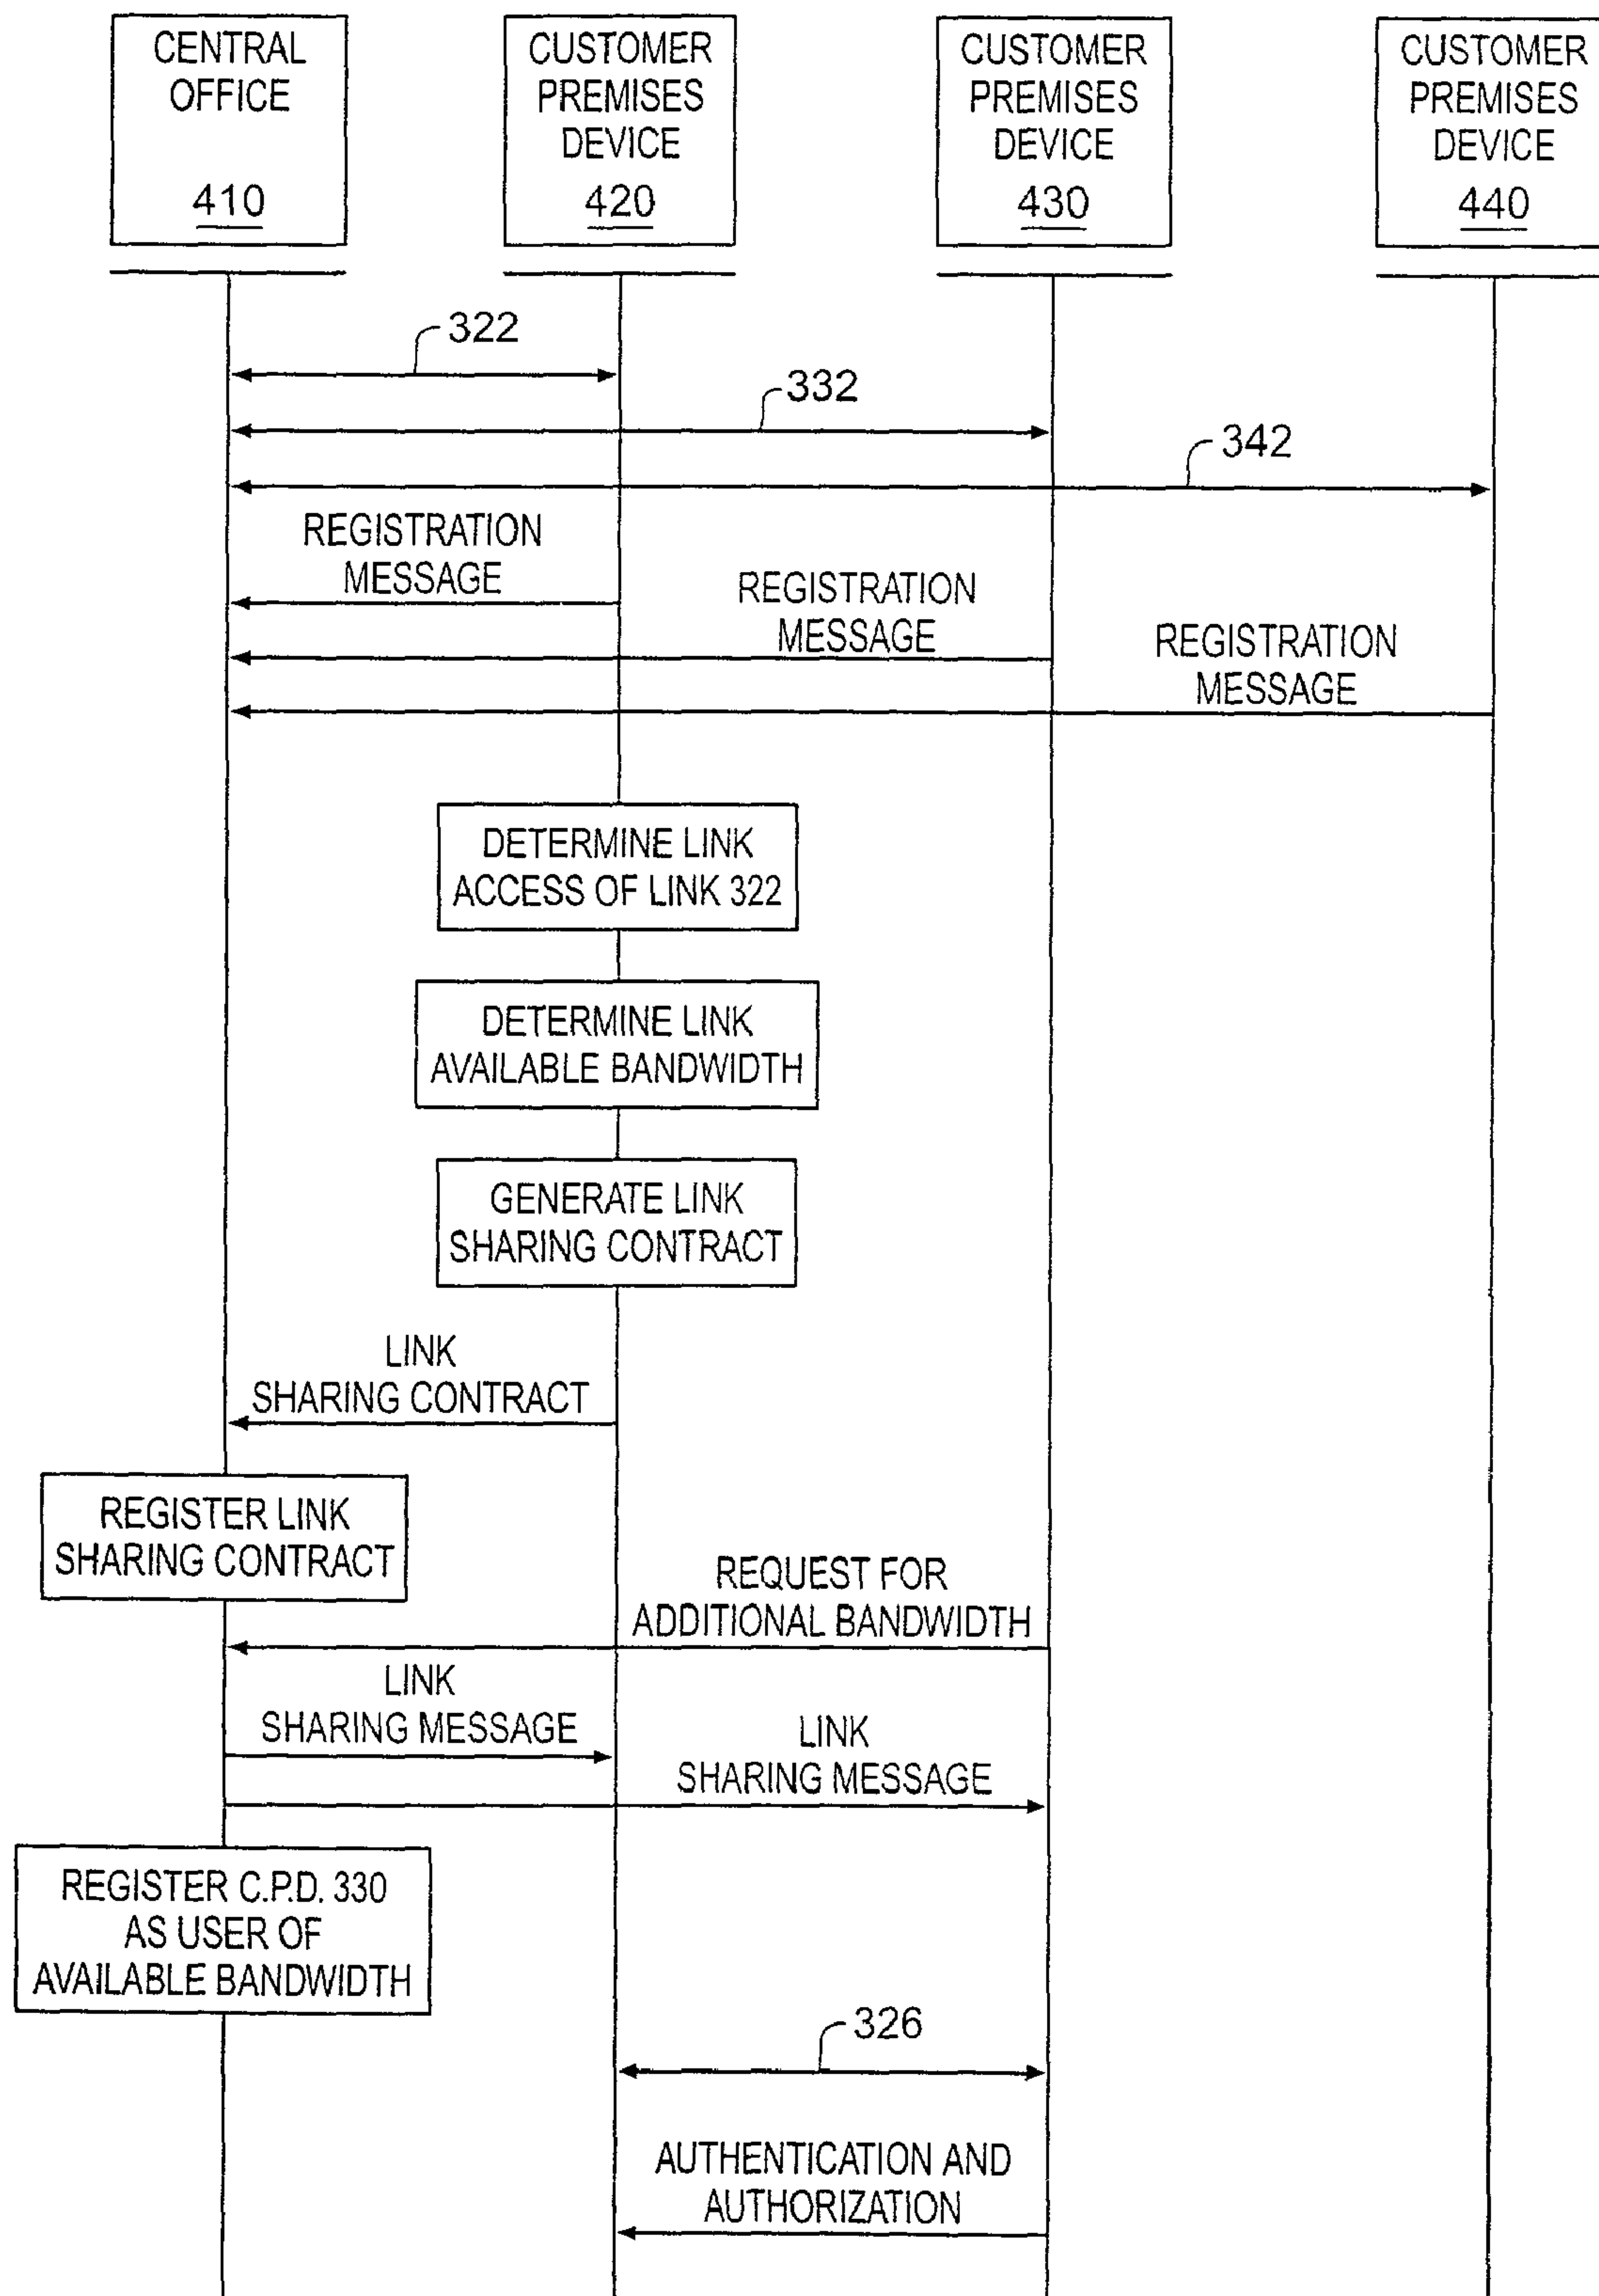 CENTRAL
OFFICE
410
CUSTOMER
PREMISES
DEVICE
420
CUSTOMER
PREMISES
DEVICE
430
CUSTOMER
PREMISES
DEVICE
440
322
332
342
REGISTRATION
MESSAGE
REGISTRATION
MESSAGE
REGISTRATION
MESSAGE
DETERMINE LINK
ACCESS OF LINK 322
DETERMINE LINK
AVAILABLE BANDWIDTH
GENERATE LINK
SHARING CONTRACT
LINK
SHARING CONTRACT
REGISTER LINK
SHARING CONTRACT
REQUEST FOR
ADDITIONAL BANDWIDTH
LINK
SHARING MESSAGE
LINK
SHARING MESSAGE
REGISTER C.P.D. 330
AS USER OF
AVAILABLE BANDWIDTH
326
AUTHENTICATION AND
AUTHORIZATION